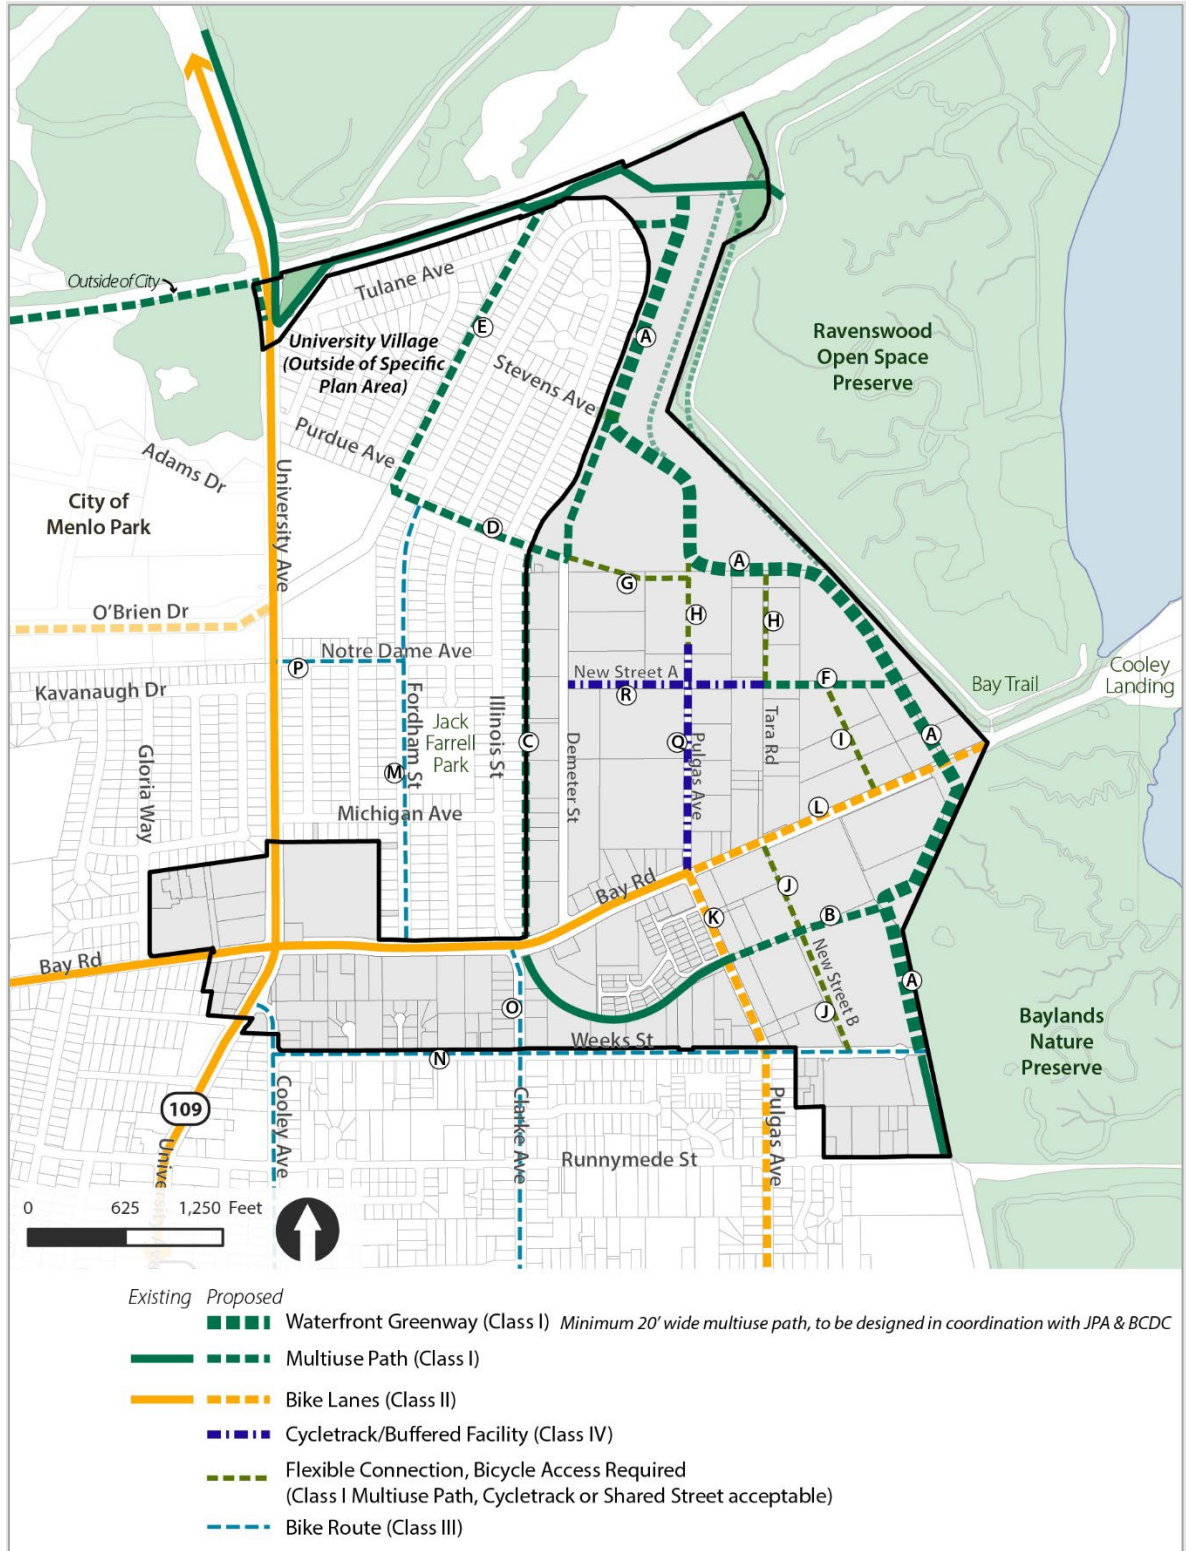 Outside of City
Tulane Ave
E
University Village
(Outside of Specific
Plan Area)
A
Ravenswood
Open Space
Preserve
Stevens Ave
Purdue Ave
Adams Dr
City of
Menlo Park
University Ave
D
A
G
H
H
O'Brien Dr
Notre Dame Ave
P
New Street A
R
F
Kavanaugh Dr
Bay Trail
Cooley
Landing
Fordham St
Jack
Farrell
Park
Illinois St
C
Demeter St
Q
Pulgas Ave
Tara Rd
I
A
Gloria Way
M
Michigan Ave
L
Bay Rd
J
K
B
Bay Rd
New Street B
A
O
J
Weeks St
N
Baylands
Nature
Preserve
109
Cooley Ave
Clarke Ave
Pulgas Ave
University Av
Runnymede St
0 625 1,250 Feet
Existing Proposed
Waterfront Greenway (Class I) Minimum 20' wide multiuse path, to be designed in coordination with JPA & BCDC
Multiuse Path (Class I)
Bike Lanes (Class II)
Cycletrack/Buffered Facility (Class IV)
Flexible Connection, Bicycle Access Required
(Class I Multiuse Path, Cycletrack or Shared Street acceptable)
Bike Route (Class III)